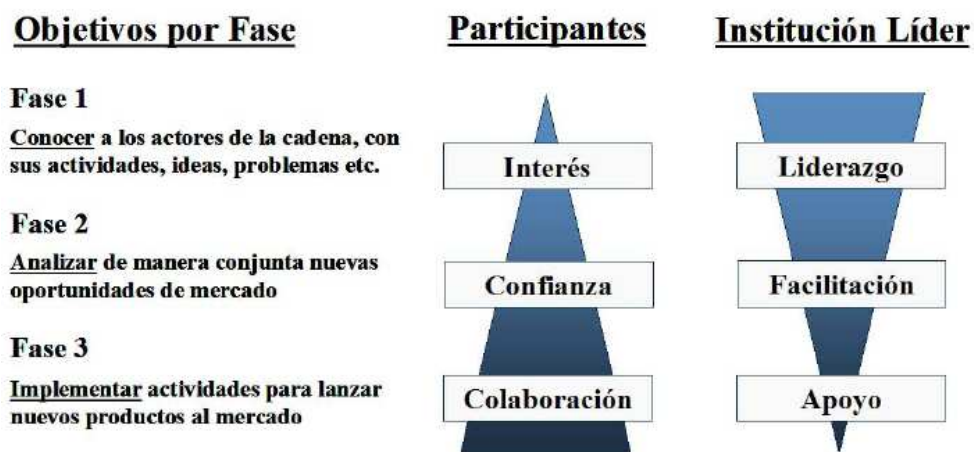 Objetivos por Fase
Participantes
Institución Líder
Fase 1
Conocer a los actores de la cadena, con
sus actividades, ideas, problemas etc.
Interés
Liderazgo
Fase 2
Analizar de manera conjunta nuevas
oportunidades de mercado
Confianza
Facilitación
Fase 3
Implementar actividades para lanzar
nuevos productos al mercado
Colaboración
Apoyo